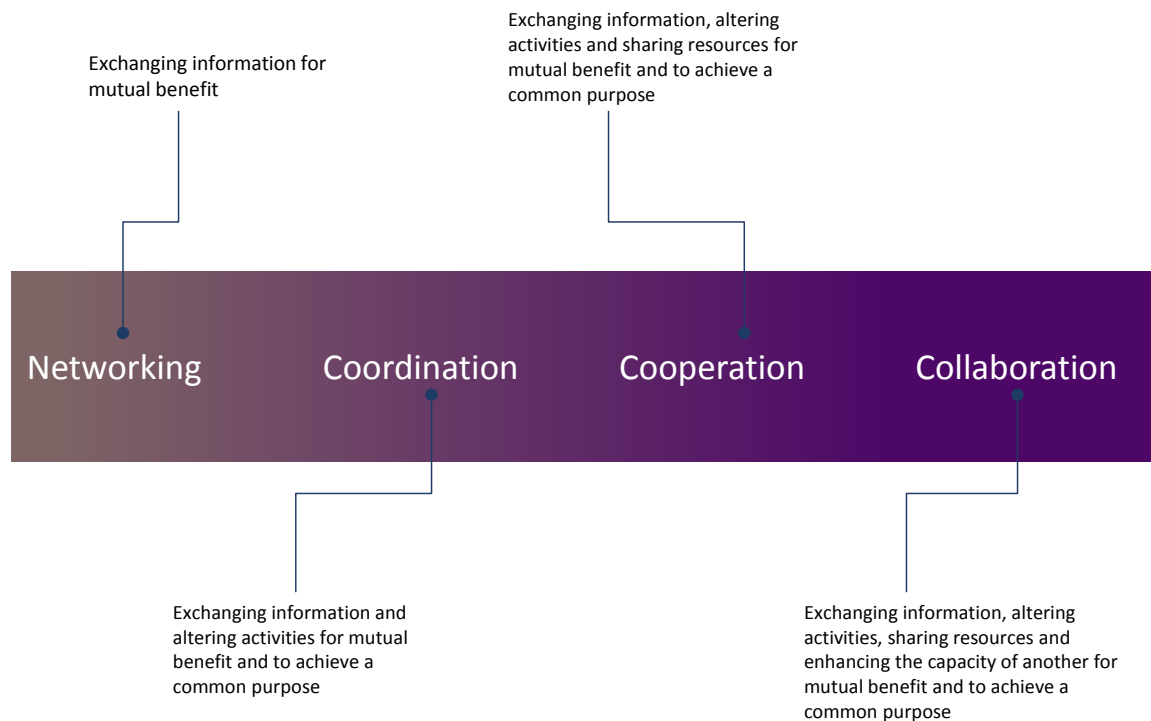 Exchanging information for
mutual benefit
Exchanging information, altering
activities and sharing resources for
mutual benefit and to achieve a
common purpose
Networking
Coordination
Cooperation
Collaboration
Exchanging information and
altering activities for mutual
benefit and to achieve a
common purpose
Exchanging information, altering
activities, sharing resources and
enhancing the capacity of another for
mutual benefit and to achieve a
common purpose